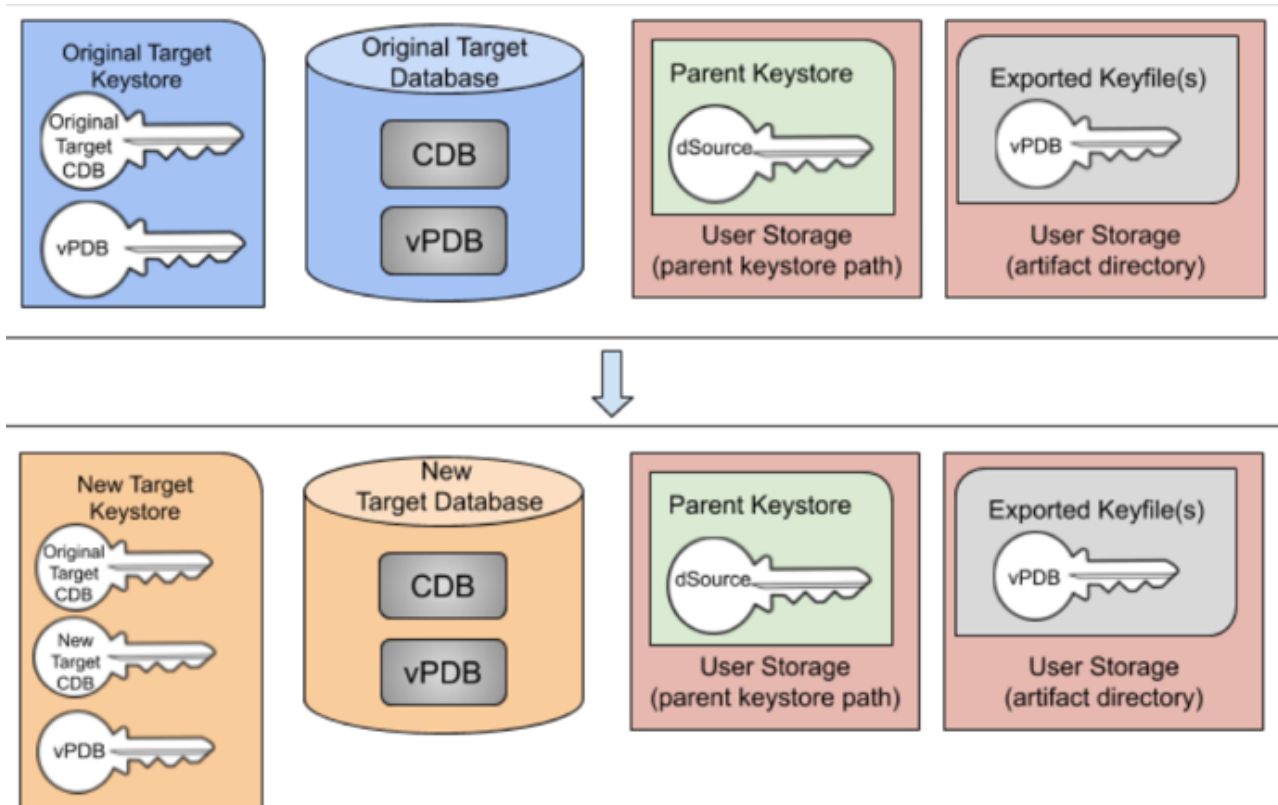 Original Target
Keystore
Original
Target
CDB
vPDB
Original Target
Database
CDB
vPDB
Parent Keystore
dSource
User Storage
(parent keystore path)
Exported Keyfile(s)
vPDB
User Storage
(artifact directory)
New Target
Keystore
Original
Target
CDB
New
Target
CDB
vPDB
New
Target Database
CDB
vPDB
Parent Keystore
dSource
User Storage
(parent keystore path)
Exported Keyfile(s)
vPDB
User Storage
(artifact directory)